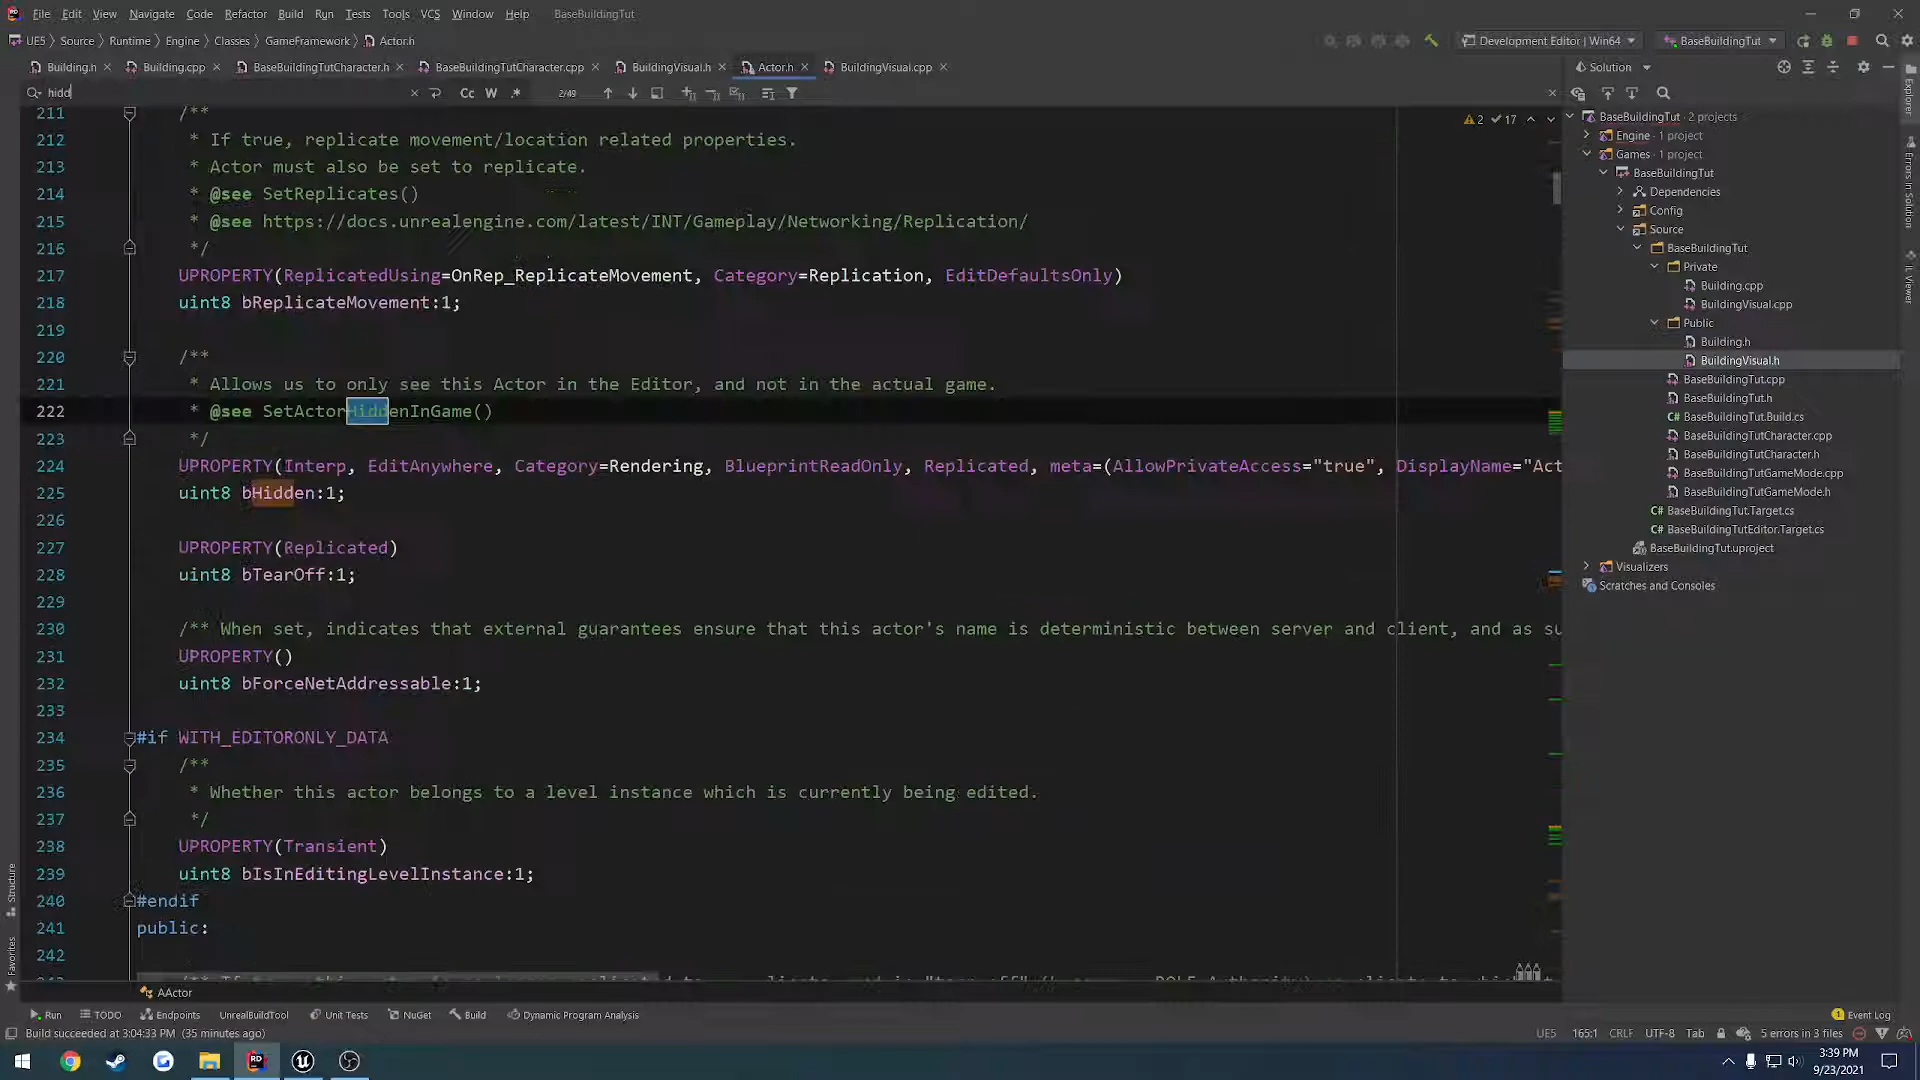 File Edit View Navigate Code Refactor Build Run Tests Tools VCS Window Help BaseBuildingTut
UE5 Source Runtime Engine Classes GameFramework Actor.h Development Editor | Win64 BaseBuildingTut
Building.h Building.cpp BaseBuildingTutCharacter.h BaseBuildingTutCharacter.cpp BuildingVisual.h Actor.h BuildingVisual.cpp Solution
hidd Cc W .* 2/49
2 17
211 /**
212 * If true, replicate movement/location related properties.
213 * Actor must also be set to replicate.
214 * @see SetReplicates()
215 * @see https://docs.unrealengine.com/latest/INT/Gameplay/Networking/Replication/
216 */
217 UPROPERTY(ReplicatedUsing=OnRep_ReplicateMovement, Category=Replication, EditDefaultsOnly)
218 uint8 bReplicateMovement:1;
219
220 /**
221 * Allows us to only see this Actor in the Editor, and not in the actual game.
222 * @see SetActorHiddenInGame()
223 */
224 UPROPERTY(Interp, EditAnywhere, Category=Rendering, BlueprintReadOnly, Replicated, meta=(AllowPrivateAccess="true", DisplayName="Act
225 uint8 bHidden:1;
226
227 UPROPERTY(Replicated)
228 uint8 bTearOff:1;
229
230 /** When set, indicates that external guarantees ensure that this actor's name is deterministic between server and client, and as su
231 UPROPERTY()
232 uint8 bForceNetAddressable:1;
233
234 #if WITH_EDITORONLY_DATA
235 /**
236 * Whether this actor belongs to a level instance which is currently being edited.
237 */
238 UPROPERTY(Transient)
239 uint8 bIsInEditingLevelInstance:1;
240 #endif
241 public:
242
AActor
BaseBuildingTut · 2 projects
Engine · 1 project
Games · 1 project
BaseBuildingTut
Dependencies
Config
Source
BaseBuildingTut
Private
Building.cpp
BuildingVisual.cpp
Public
Building.h
BuildingVisual.h
BaseBuildingTut.cpp
BaseBuildingTut.h
BaseBuildingTut.Build.cs
BaseBuildingTutCharacter.cpp
BaseBuildingTutCharacter.h
BaseBuildingTutGameMode.cpp
BaseBuildingTutGameMode.h
C# BaseBuildingTut.Target.cs
C# BaseBuildingTutEditor.Target.cs
BaseBuildingTut.uproject
Visualizers
Scratches and Consoles
Explorer
Errors In Solution
IL Viewer
Structure
Favorites
Run TODO Endpoints UnrealBuildTool Unit Tests NuGet Build Dynamic Program Analysis 1 Event Log
Build succeeded at 3:04:33 PM (35 minutes ago) UE5 165:1 CRLF UTF-8 Tab 5 errors in 3 files
3:39 PM
9/23/2021